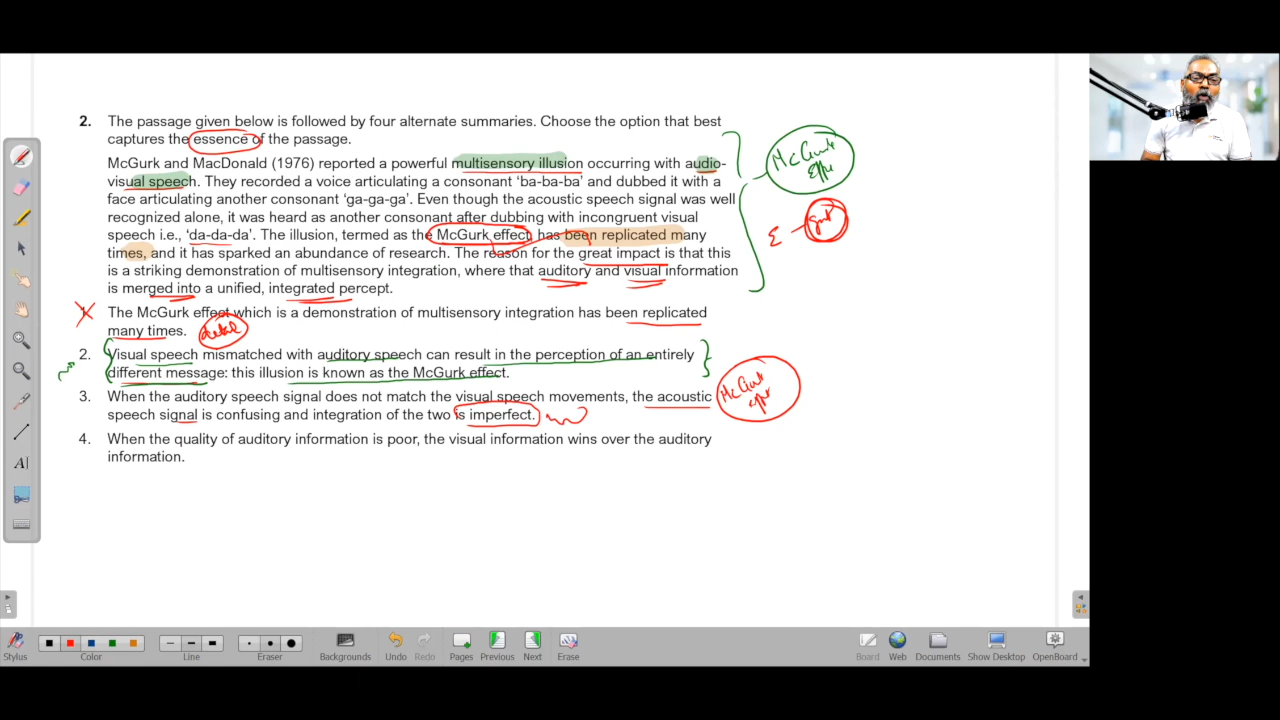 2. The passage given below is followed by four alternate summaries. Choose the option that best
captures the essence of the passage.
McGurk and MacDonald (1976) reported a powerful multisensory illusion occurring with audio-
visual speech. They recorded a voice articulating a consonant ‘ba-ba-ba’ and dubbed it with a
face articulating another consonant ‘ga-ga-ga’. Even though the acoustic speech signal was well
recognized alone, it was heard as another consonant after dubbing with incongruent visual
speech i.e., ‘da-da-da’. The illusion, termed as the McGurk effect, has been replicated many
times, and it has sparked an abundance of research. The reason for the great impact is that this
is a striking demonstration of multisensory integration, where that auditory and visual information
is merged into a unified, integrated percept.
The McGurk effect which is a demonstration of multisensory integration has been replicated
many times.
detail
2. Visual speech mismatched with auditory speech can result in the perception of an entirely
different message: this illusion is known as the McGurk effect.
3. When the auditory speech signal does not match the visual speech movements, the acoustic
speech signal is confusing and integration of the two is imperfect.
4. When the quality of auditory information is poor, the visual information wins over the auditory
information.
McGurk
McGurk
Stylus
Color
Line
Eraser
Backgrounds
Undo
Redo
Pages
Previous
Next
Erase
Board
Web
Documents
Show Desktop
OpenBoard